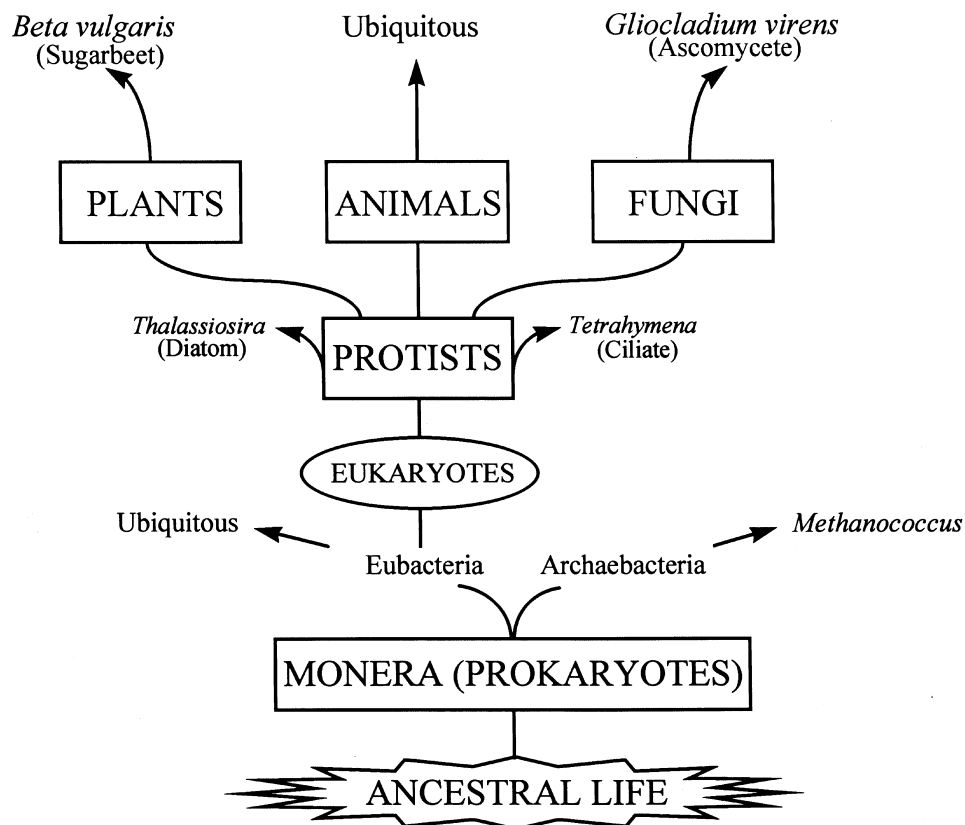 Beta vulgaris
(Sugarbeet)
Ubiquitous
Gliocladium virens
(Ascomycete)
PLANTS
ANIMALS
FUNGI
Thalassiosira
(Diatom)
PROTISTS
Tetrahymena
(Ciliate)
EUKARYOTES
Ubiquitous
Methanococcus
Eubacteria
Archaebacteria
MONERA (PROKARYOTES)
ANCESTRAL LIFE